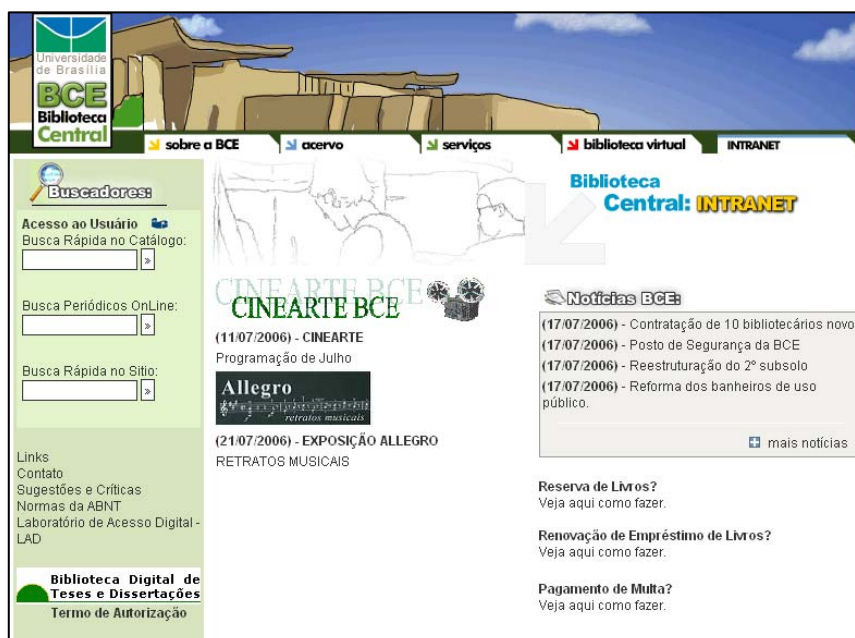 Universidade
de Brasília
BCE
Biblioteca
Central
sobre a BCE
acervo
serviços
biblioteca virtual
INTRANET
Buscadores:
Acesso ao Usuário
Busca Rápida no Catálogo:
»
Busca Periódicos OnLine:
»
Busca Rápida no Sitio:
»
Links
Contato
Sugestões e Críticas
Normas da ABNT
Laboratório de Acesso Digital -
LAD
Biblioteca Digital de
Teses e Dissertações
Termo de Autorização
CINEARTE BCE
CINEARTE BCE
(11/07/2006) - CINEARTE
Programação de Julho
Allegro
retratos musicais
(21/07/2006) - EXPOSIÇÃO ALLEGRO
RETRATOS MUSICAIS
Biblioteca
Central: INTRANET
Notícias BCE:
(17/07/2006) - Contratação de 10 bibliotecários novo
(17/07/2006) - Posto de Segurança da BCE
(17/07/2006) - Reestruturação do 2º subsolo
(17/07/2006) - Reforma dos banheiros de uso
público.
mais notícias
Reserva de Livros?
Veja aqui como fazer.
Renovação de Empréstimo de Livros?
Veja aqui como fazer.
Pagamento de Multa?
Veja aqui como fazer.